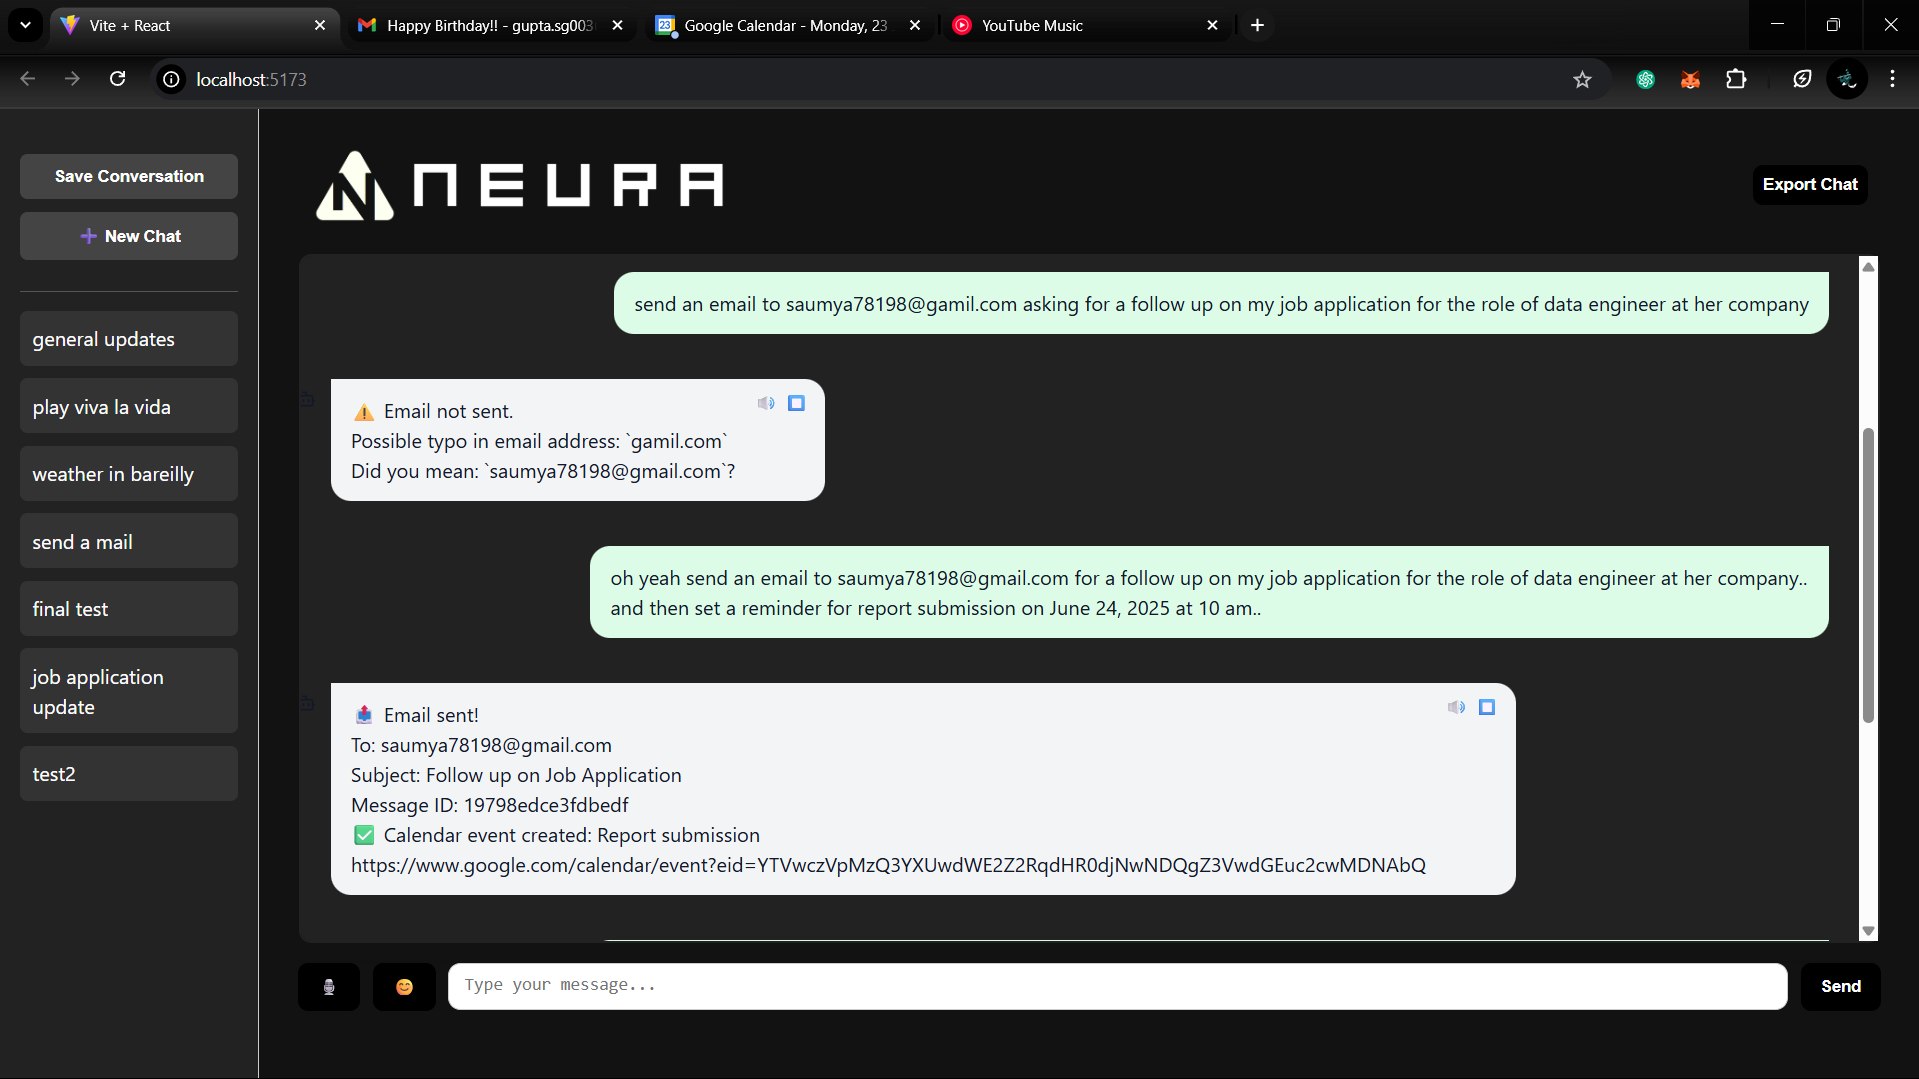 Vite + React
Happy Birthday!! - gupta.sg003
Google Calendar - Monday, 23
YouTube Music
localhost:5173
Save Conversation
➕ New Chat
general updates
play viva la vida
weather in bareilly
send a mail
final test
job application
update
test2
NEURA
Export Chat
send an email to saumya78198@gamil.com asking for a follow up on my job application for the role of data engineer at her company
⚠️ Email not sent.
Possible typo in email address: `gamil.com`
Did you mean: `saumya78198@gmail.com`?
oh yeah send an email to saumya78198@gmail.com for a follow up on my job application for the role of data engineer at her company..
and then set a reminder for report submission on June 24, 2025 at 10 am..
📤 Email sent!
To: saumya78198@gmail.com
Subject: Follow up on Job Application
Message ID: 19798edce3fdbedf
✅ Calendar event created: Report submission
https://www.google.com/calendar/event?eid=YTVwczVpMzQ3YXUwdWE2Z2RqdHR0djNwNDQgZ3VwdGEuc2cwMDNAbQ
Type your message...
Send